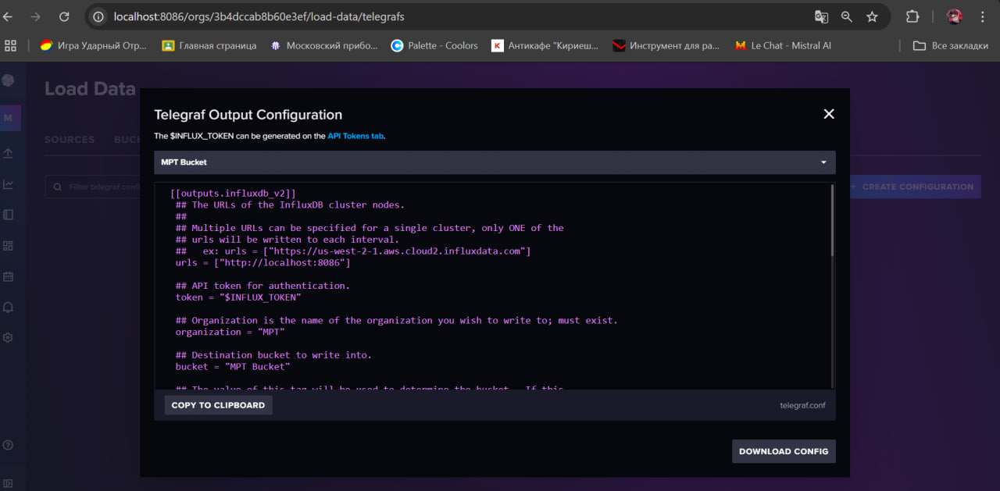 localhost:8086/orgs/3b4dccab8b60e3ef/load-data/telegrafs
Игра Ударный Отр...
Главная страница
Московский прибо...
Palette - Coolors
Антикафе "Кириеш...
Инструмент для ра...
Le Chat - Mistral AI
Все закладки
Load Data
M
SOURCES
BUCK
Filter telegraf confi
+ CREATE CONFIGURATION
Telegraf Output Configuration
The $INFLUX_TOKEN can be generated on the API Tokens tab.
MPT Bucket
[[outputs.influxdb_v2]]
## The URLs of the InfluxDB cluster nodes.
##
## Multiple URLs can be specified for a single cluster, only ONE of the
## urls will be written to each interval.
##   ex: urls = ["https://us-west-2-1.aws.cloud2.influxdata.com"]
urls = ["http://localhost:8086"]
## API token for authentication.
token = "$INFLUX_TOKEN"
## Organization is the name of the organization you wish to write to; must exist.
organization = "MPT"
## Destination bucket to write into.
bucket = "MPT Bucket"
## The value of this tag will be used to determine the bucket.  If this
COPY TO CLIPBOARD
telegraf.conf
DOWNLOAD CONFIG